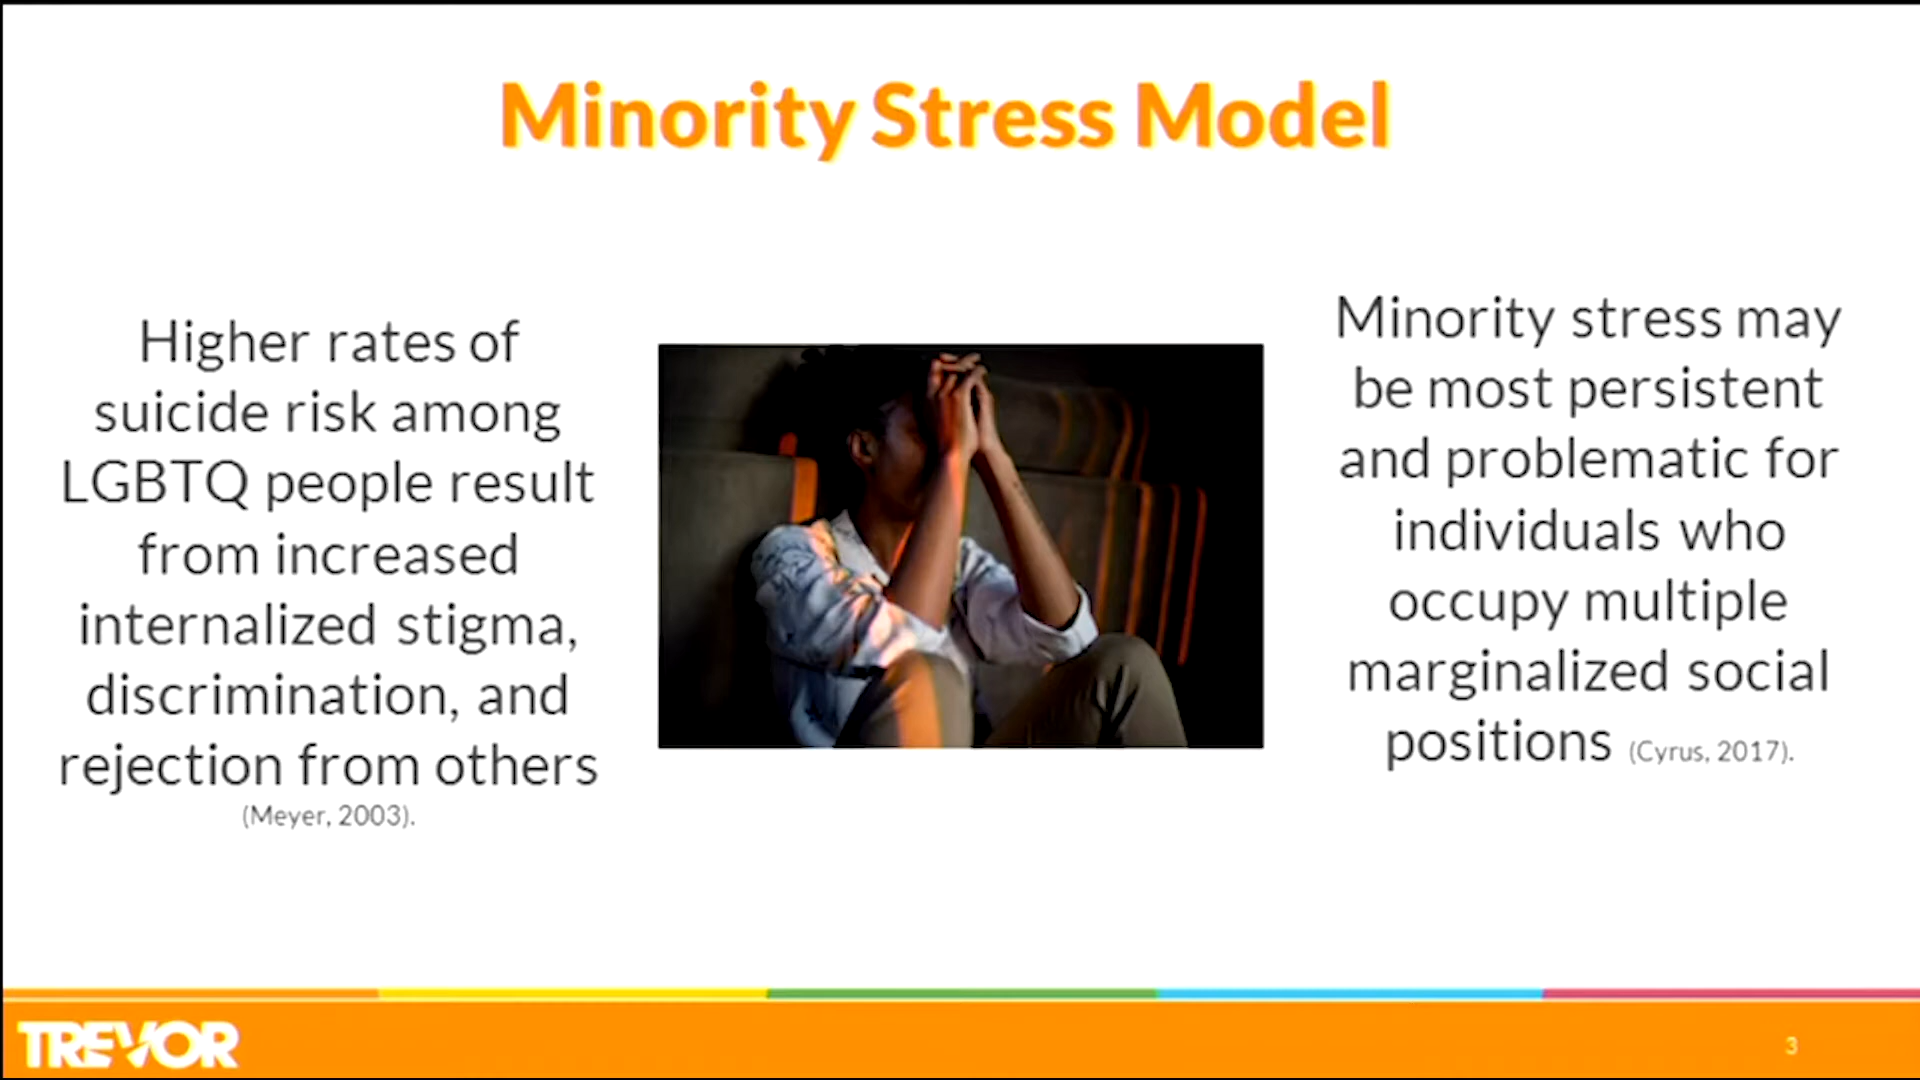 Minority Stress Model
Higher rates of
suicide risk among
LGBTQ people result
from increased
internalized stigma,
discrimination, and
rejection from others
(Meyer, 2003).
Minority stress may
be most persistent
and problematic for
individuals who
occupy multiple
marginalized social
positions (Cyrus, 2017).
TREVOR
3